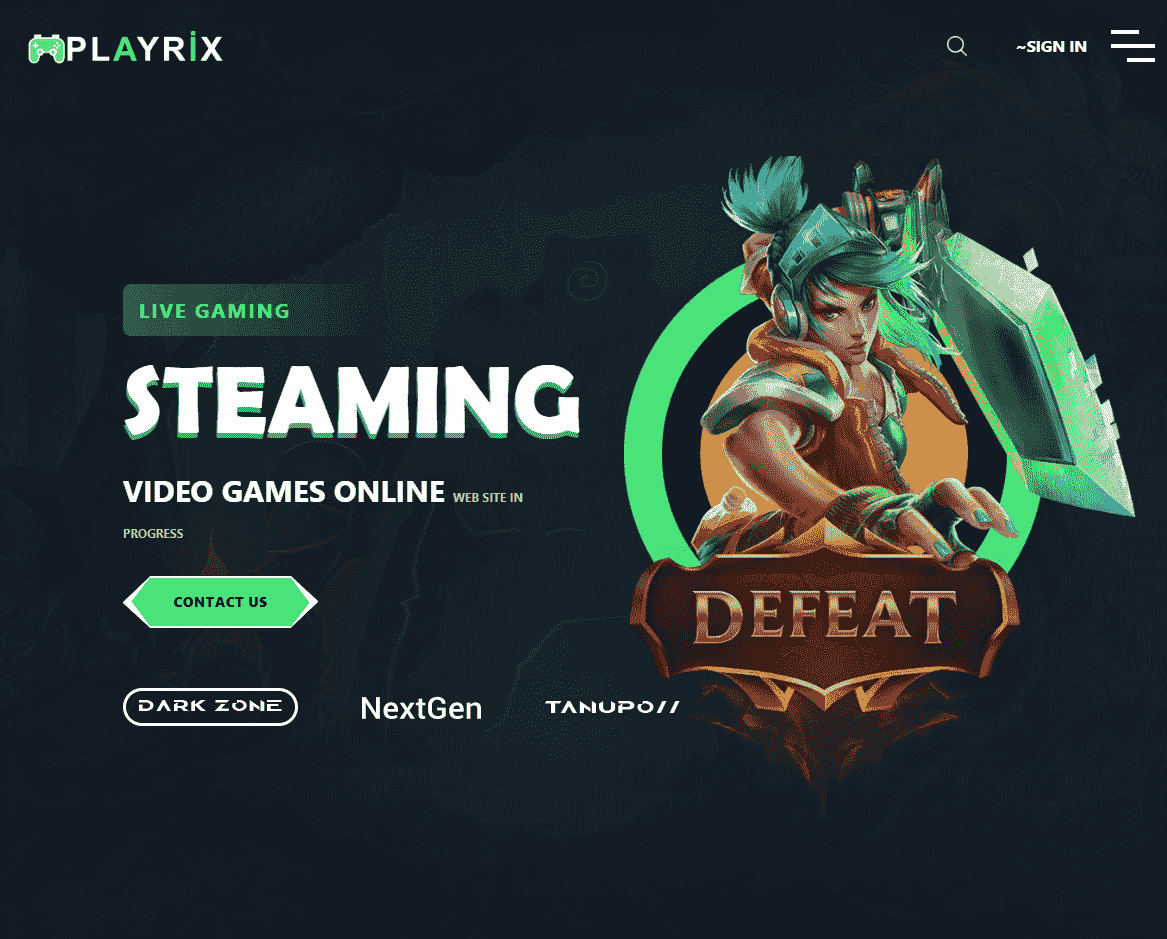 PLAYRİX
~SIGN IN
LIVE GAMING
STEAMING
VIDEO GAMES ONLINE WEB SITE IN
PROGRESS
CONTACT US
DEFEAT
DARK ZONE
NextGen
TANUPO//